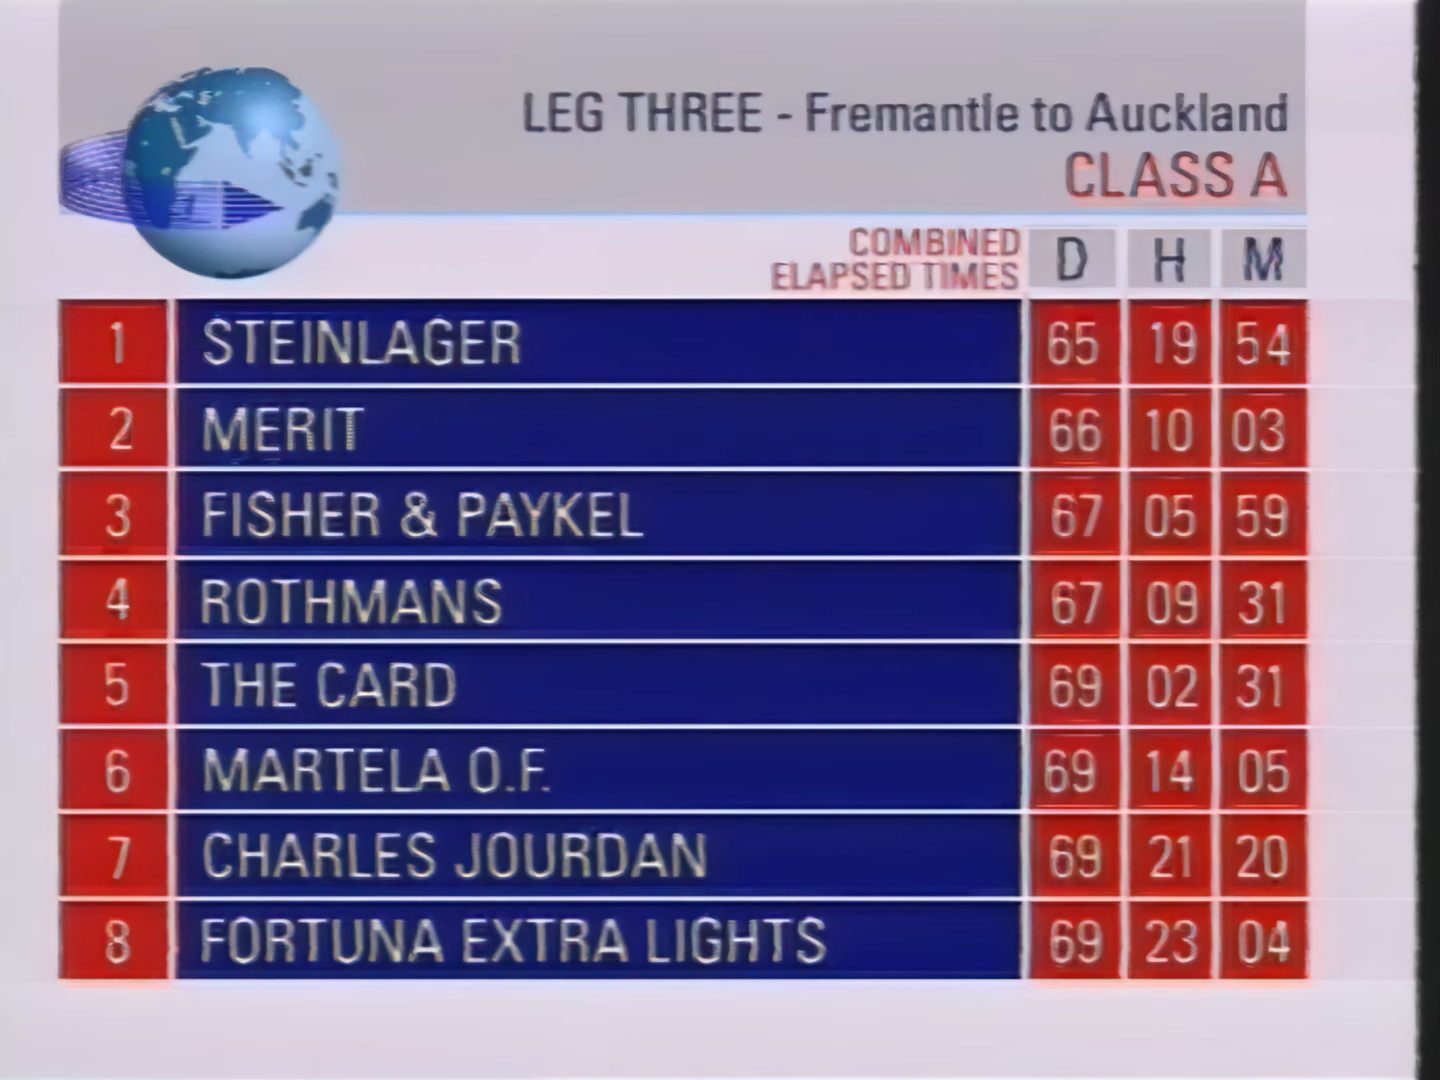 LEG THREE - Fremantle to Auckland
CLASS A
COMBINED
ELAPSED TIMES D H M
1 STEINLAGER 65 19 54
2 MERIT 66 10 03
3 FISHER & PAYKEL 67 05 59
4 ROTHMANS 67 09 31
5 THE CARD 69 02 31
6 MARTELA O.F. 69 14 05
7 CHARLES JOURDAN 69 21 20
8 FORTUNA EXTRA LIGHTS 69 23 04